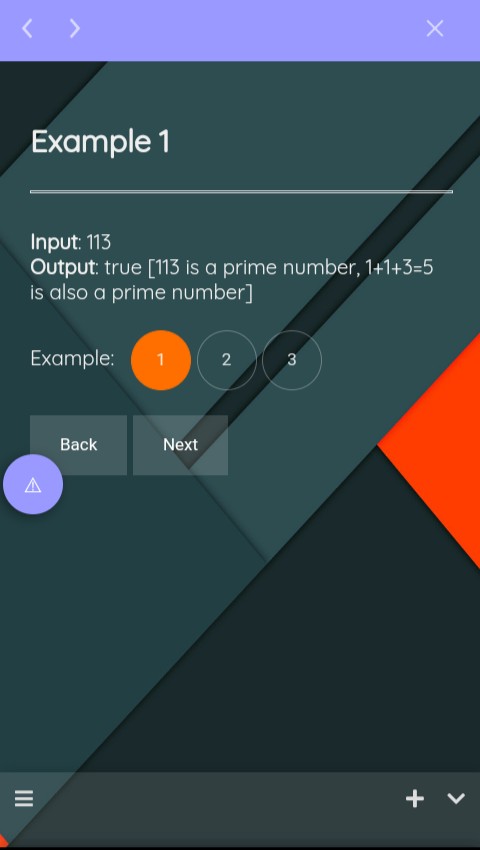 Example 1
Input: 113
Output: true [113 is a prime number, 1+1+3=5
is also a prime number]
Example: 1 2 3
Back Next